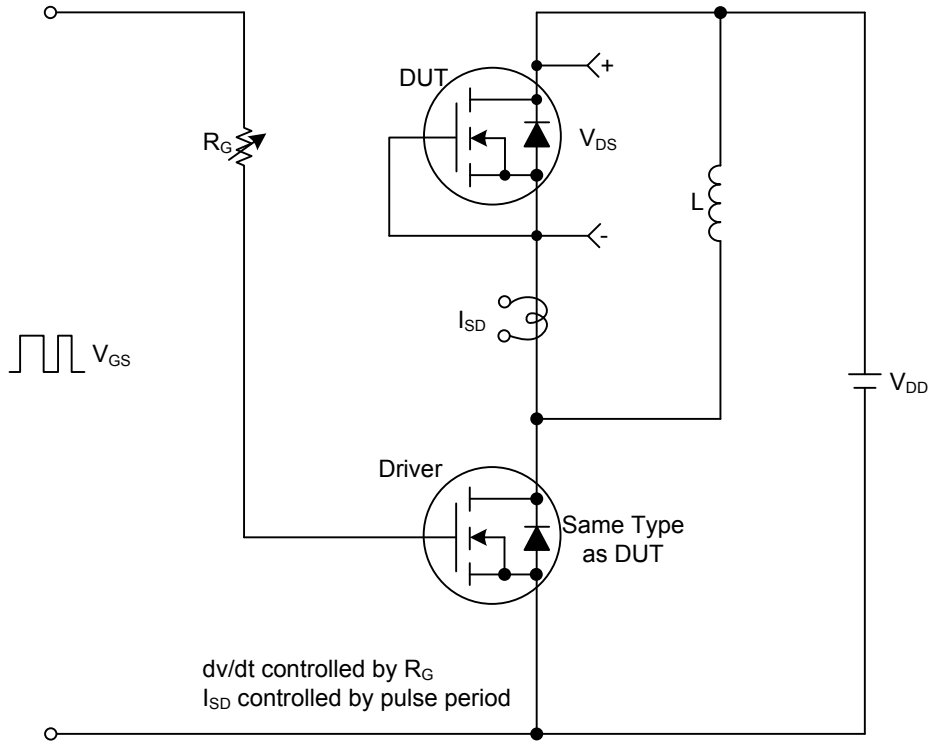 DUT
+
R_G
V_DS
L
-
I_SD
V_GS
V_DD
Driver
Same Type
as DUT
dv/dt controlled by R_G
I_SD controlled by pulse period